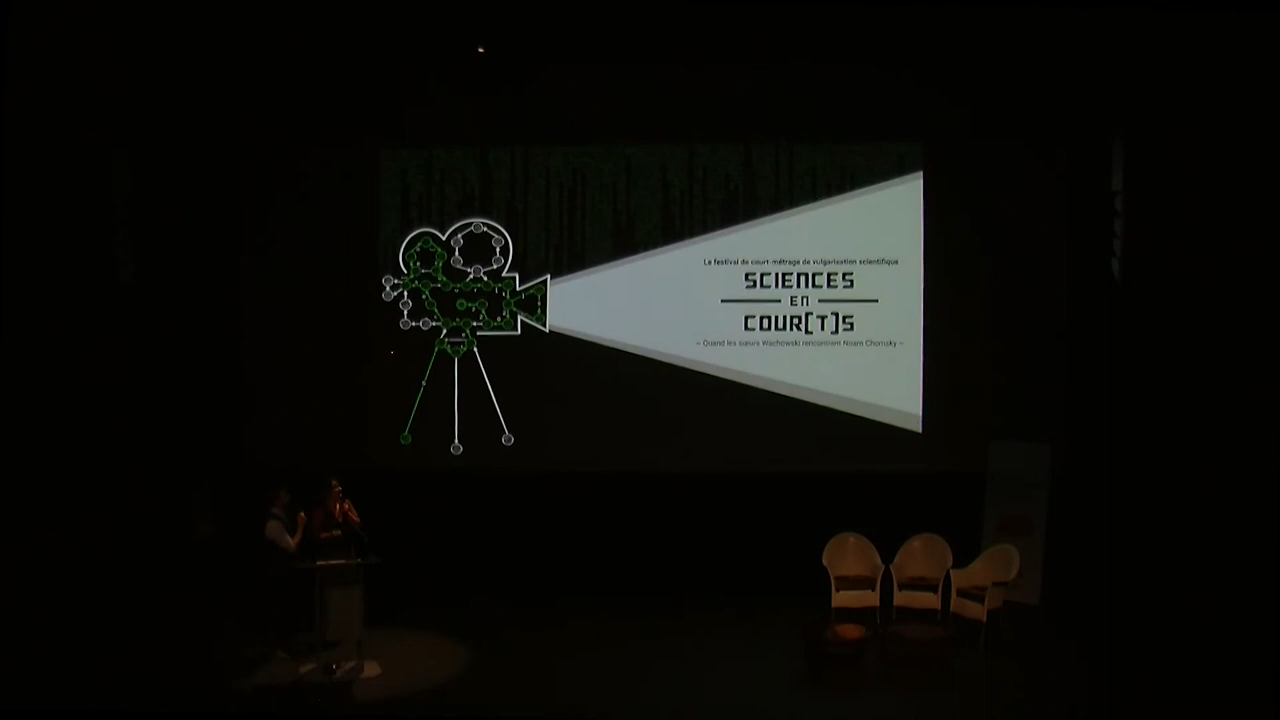 Le festival de court-métrage de vulgarisation scientifique
SCIENCES
EN
COUR[T]S
– Quand les sœurs Wachowski rencontrent Noam Chomsky –